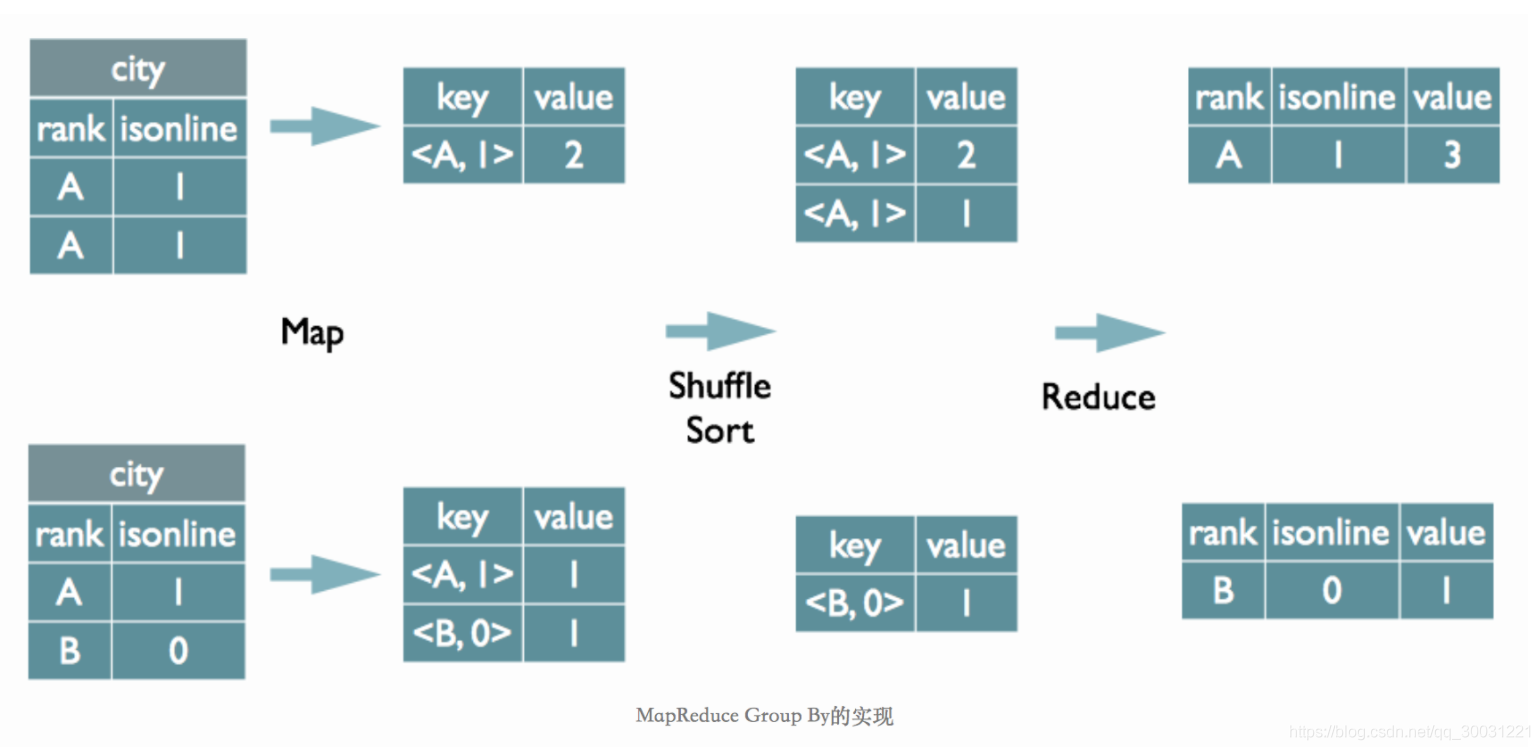 city
rank isonline
A 1
A 1
key value
<A, 1> 2
key value
<A, 1> 2
<A, 1> 1
rank isonline value
A 1 3
Map
Shuffle
Sort
Reduce
city
rank isonline
A 1
B 0
key value
<A, 1> 1
<B, 0> 1
key value
<B, 0> 1
rank isonline value
B 0 1
MapReduce Group By的实现
https://blog.csdn.net/qq_30031221